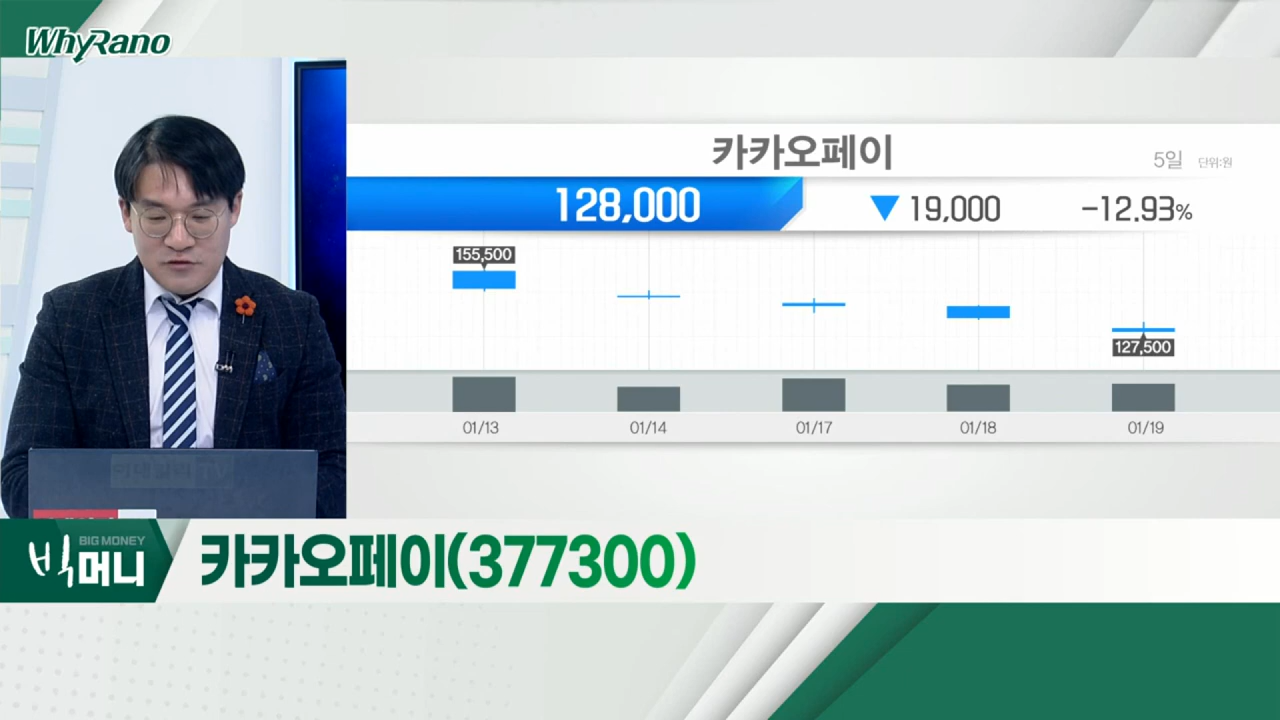 WhyRano
카카오페이
5일 단위:원
128,000 ▼ 19,000 -12.93%
155,500
127,500
01/13 01/14 01/17 01/18 01/19
BIG MONEY
빅머니
카카오페이(377300)